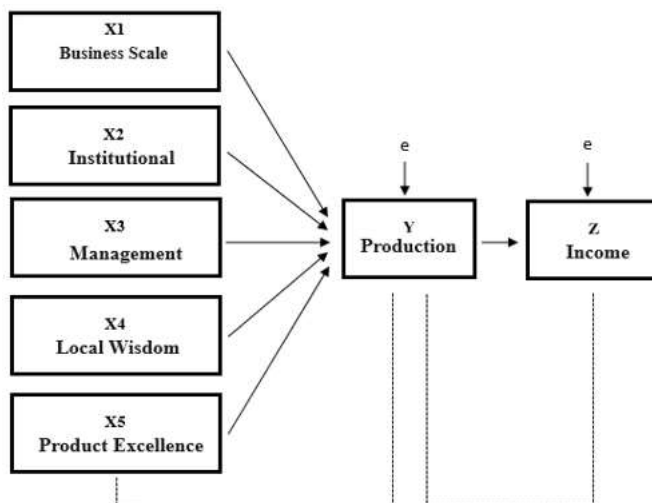 X1
Business Scale
X2
Institutional
X3
Management
X4
Local Wisdom
X5
Product Excellence
e
Y
Production
e
Z
Income